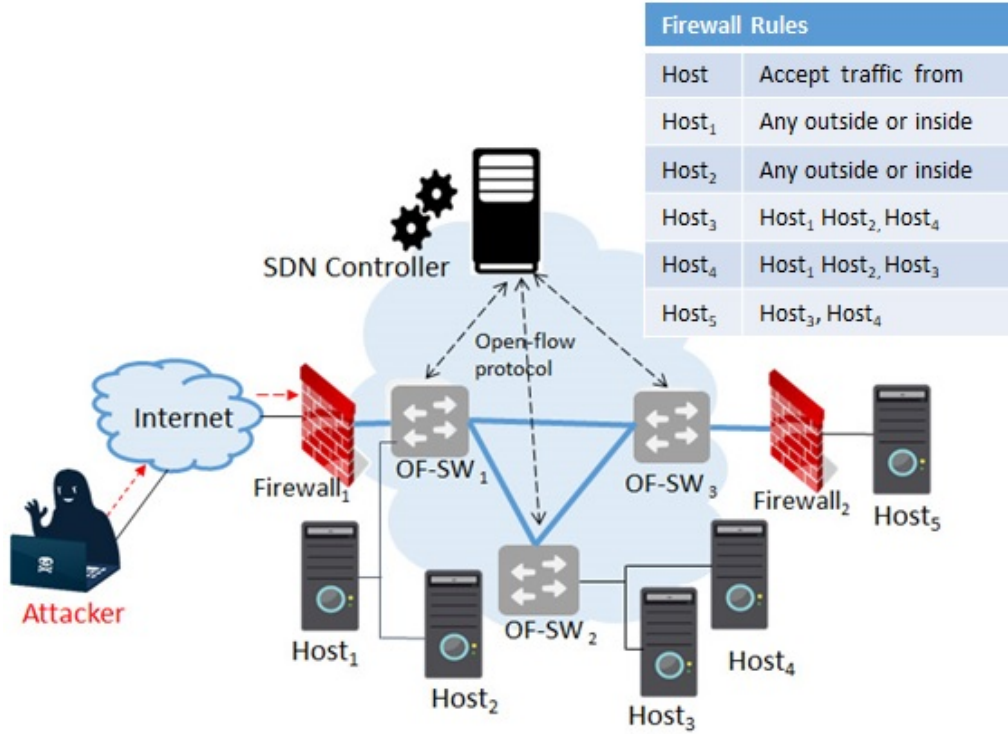 Firewall Rules
Host Accept traffic from
Host₁ Any outside or inside
Host₂ Any outside or inside
Host₃ Host₁ Host₂, Host₄
Host₄ Host₁ Host₂, Host₃
Host₅ Host₃, Host₄
SDN Controller
Open-flow
protocol
Internet
Firewall₁
OF-SW₁
OF-SW₃
Firewall₂
Host₅
Attacker
Host₁
Host₂
OF-SW₂
Host₃
Host₄